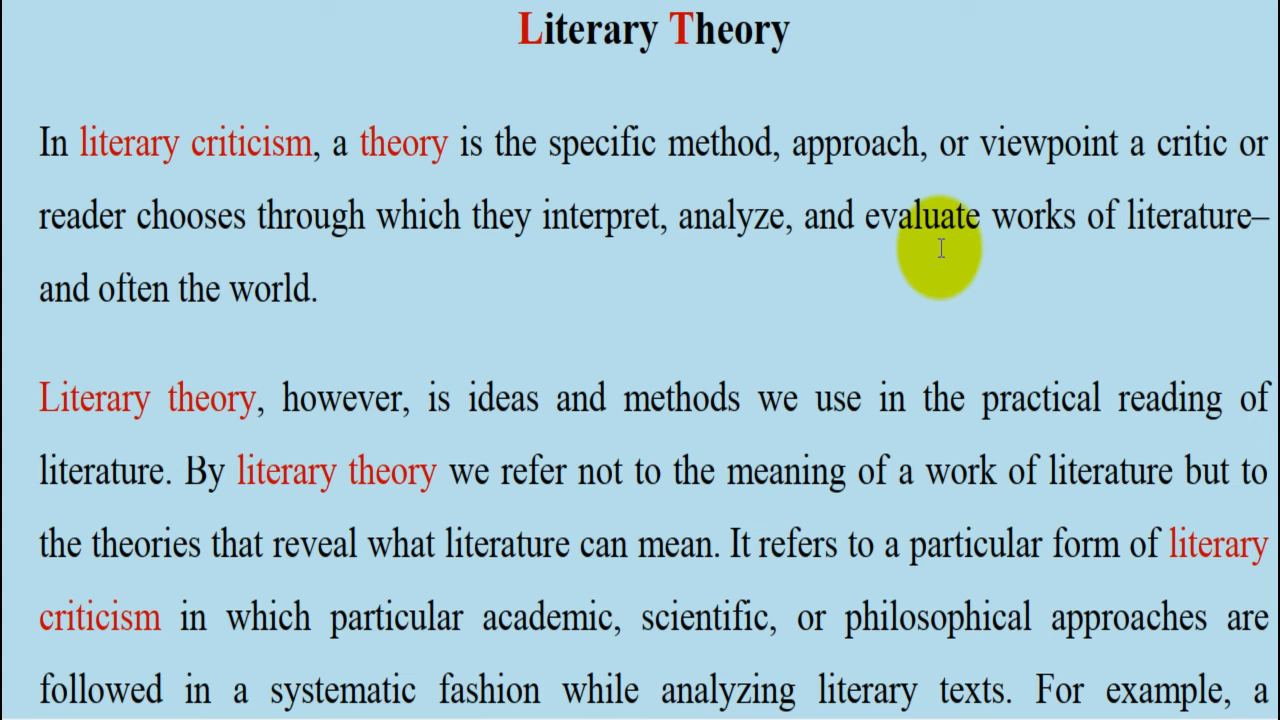 Literary Theory
In literary criticism, a theory is the specific method, approach, or viewpoint a critic or
reader chooses through which they interpret, analyze, and evaluate works of literature–
and often the world.
Literary theory, however, is ideas and methods we use in the practical reading of
literature. By literary theory we refer not to the meaning of a work of literature but to
the theories that reveal what literature can mean. It refers to a particular form of literary
criticism in which particular academic, scientific, or philosophical approaches are
followed in a systematic fashion while analyzing literary texts. For example, a